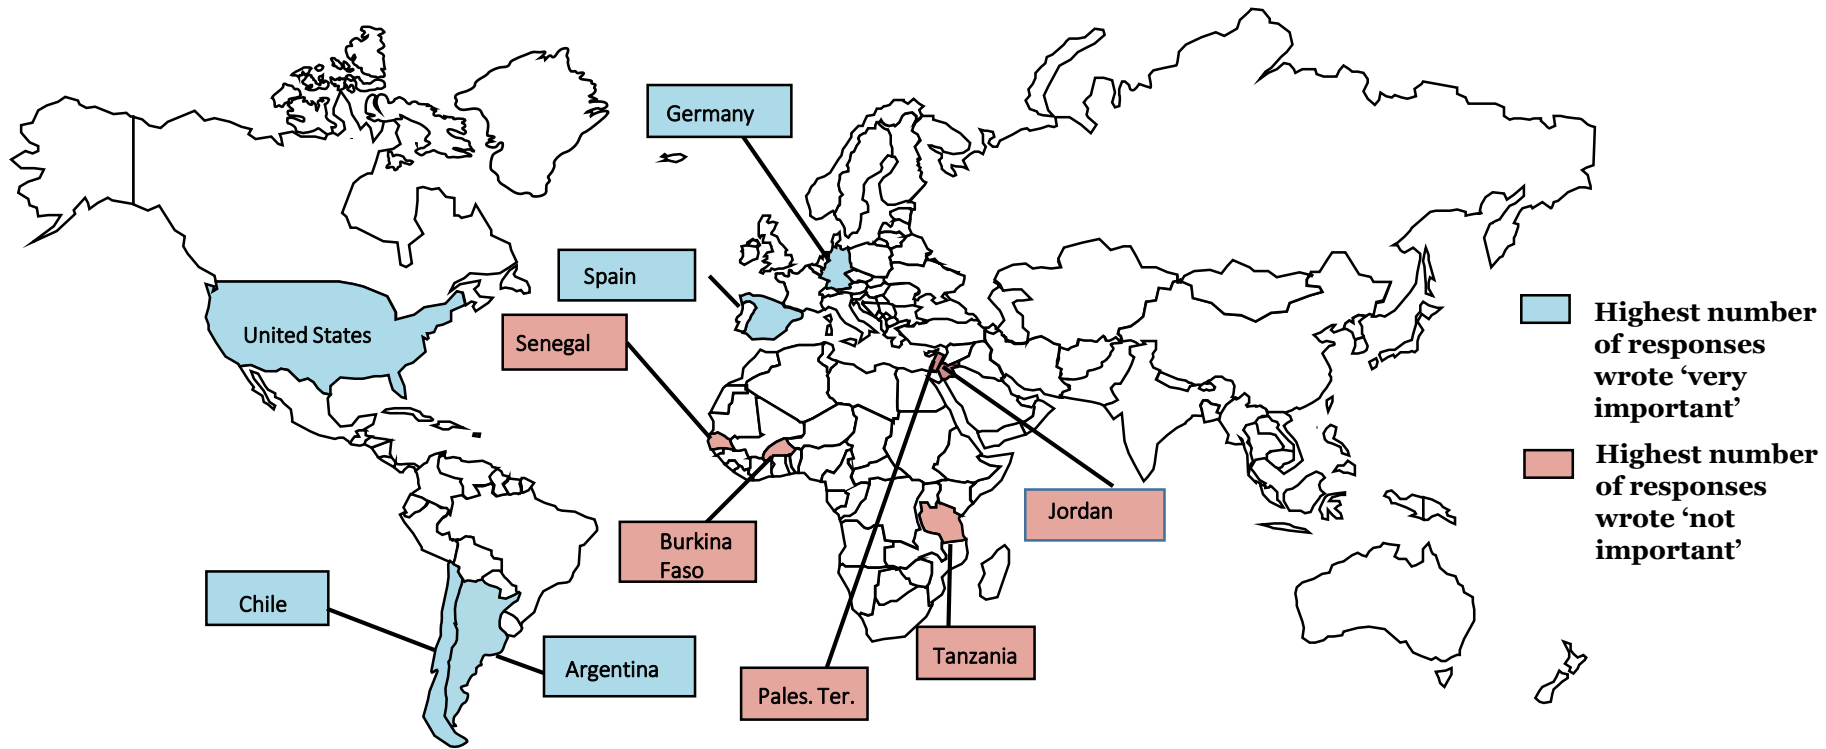 Germany
Spain
United States
Senegal
Highest number
of responses
wrote ‘very
important’
Highest number
of responses
wrote ‘not
important’
Jordan
Burkina
Faso
Chile
Argentina
Tanzania
Pales. Ter.